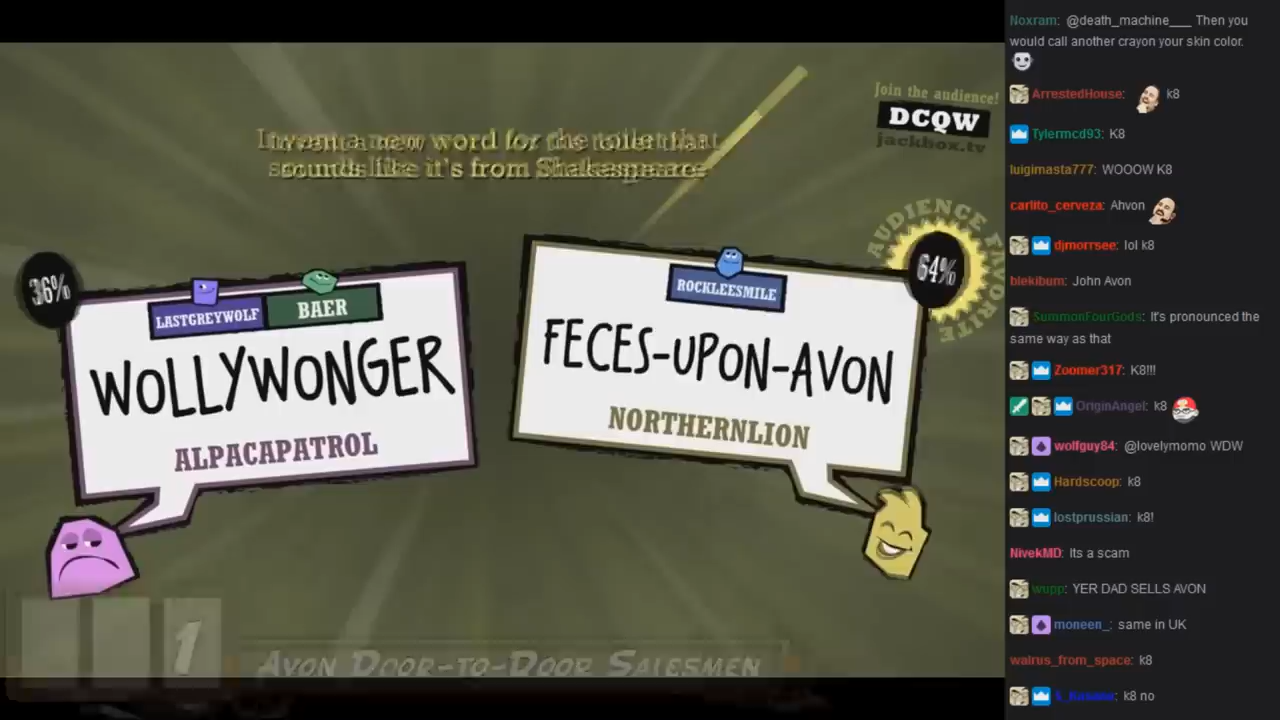 Join the audience!
DCQW
jackbox.tv
Invent a new word for the toilet that
sounds like it's from Shakespeare
AUDIENCE FAVORITE
36%
LASTGREYWOLF
BAER
WOLLYWONGER
ALPACAPATROL
64%
ROCKLEESMILE
FECES-UPON-AVON
NORTHERNLION
1
AVON DOOR-TO-DOOR SALESMEN
Noxram: @death_machine___ Then you
would call another crayon your skin color.
ArrestedHouse: k8
Tylermcd93: K8
luigimasta777: WOOOW K8
carlito_cerveza: Ahvon
djmorrsee: lol k8
blekibum: John Avon
SummonFourGods: It's pronounced the
same way as that
Zoomer317: K8!!!
OriginAngel: k8
wolfguy84: @lovelymomo WDW
Hardscoop: k8
lostprussian: k8!
NivekMD: Its a scam
wupp: YER DAD SELLS AVON
moneen_: same in UK
walrus_from_space: k8
k8 no